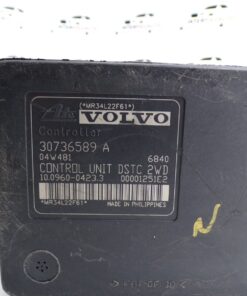 (*MR34L22F61*)
Ate VOLVO
Controller
30736589 A
04W481 6840
CONTROL UNIT DSTC 2WD
10.0960-0423.3 00001251E2
*MR34L22F61*
MADE IN PHILIPPINES
N